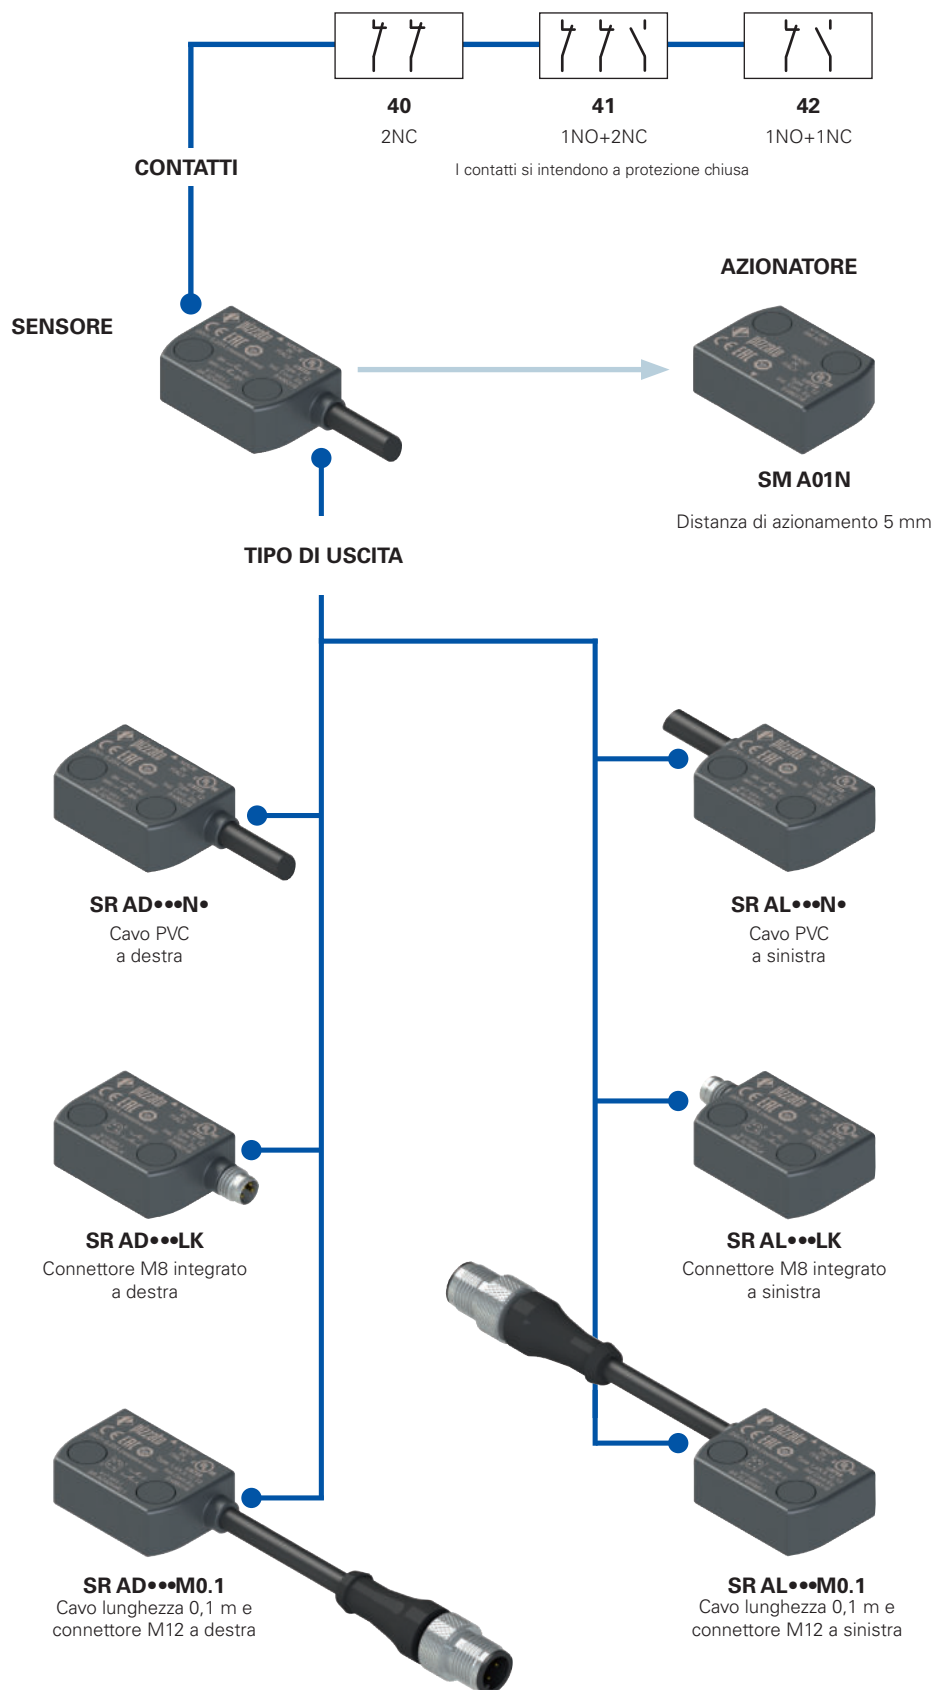 40
41
42
2NC
1NO+2NC
1NO+1NC
CONTATTI
I contatti si intendono a protezione chiusa
AZIONATORE
SENSORE
pizzato
CE EAC
SM A01N
Distanza di azionamento 5 mm
TIPO DI USCITA
SR AD•••N•
Cavo PVC
a destra
SR AL•••N•
Cavo PVC
a sinistra
SR AD•••LK
Connettore M8 integrato
a destra
SR AL•••LK
Connettore M8 integrato
a sinistra
SR AD•••M0.1
Cavo lunghezza 0,1 m e
connettore M12 a destra
SR AL•••M0.1
Cavo lunghezza 0,1 m e
connettore M12 a sinistra